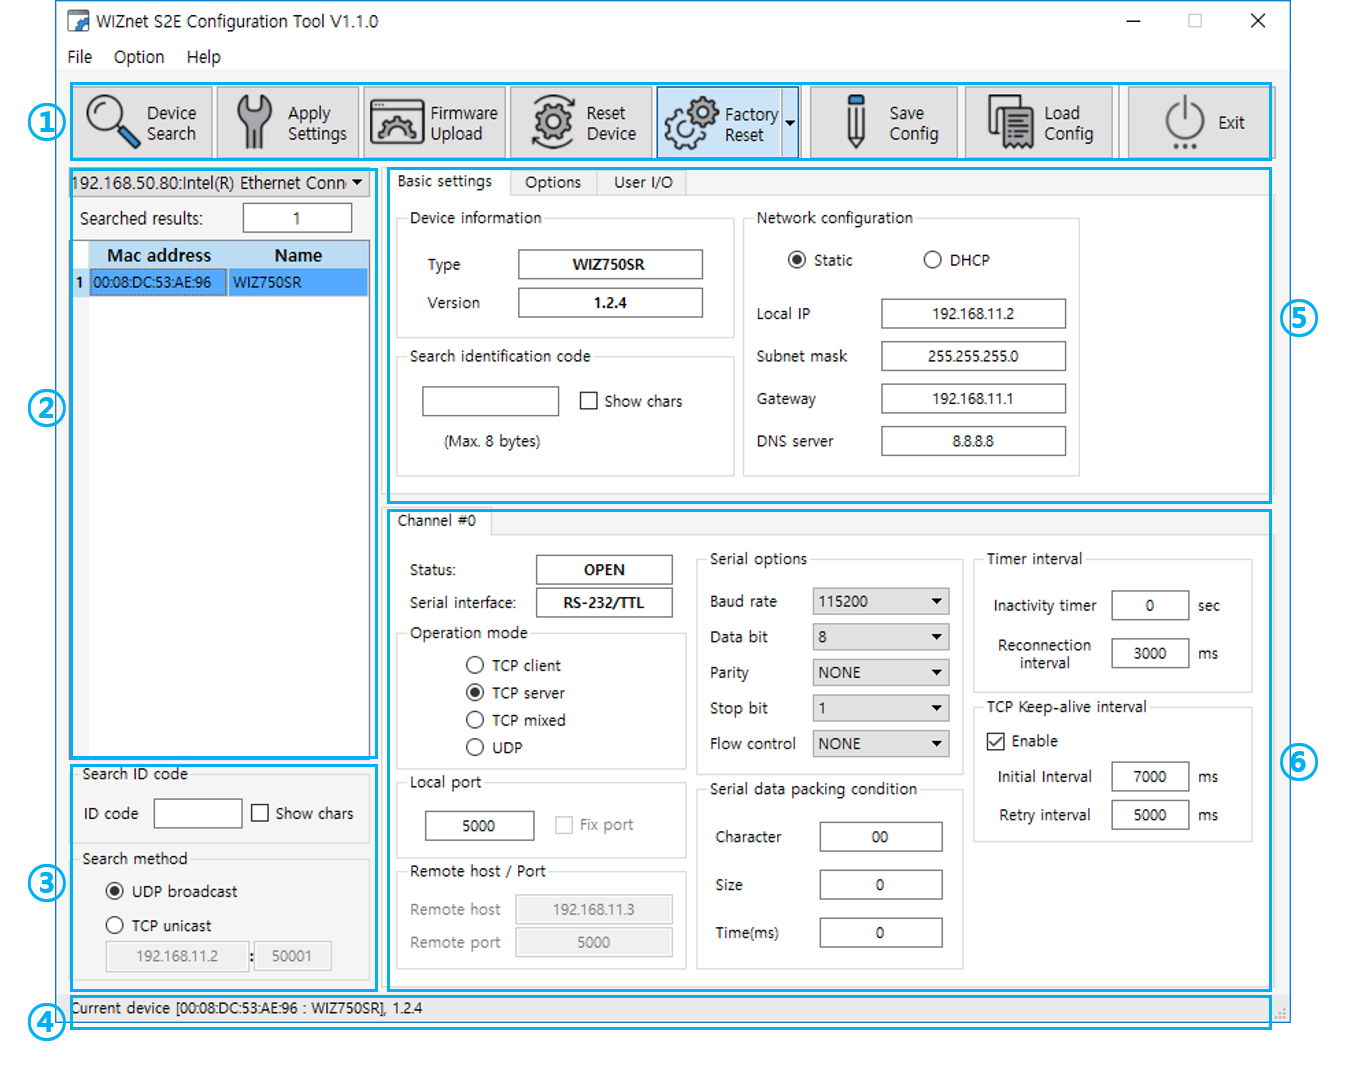 WIZnet S2E Configuration Tool V1.1.0
File Option Help
①
Device Search
Apply Settings
Firmware Upload
Reset Device
Factory Reset
Save Config
Load Config
Exit
②
192.168.50.80:Intel(R) Ethernet Conn
Searched results: 1
Mac address Name
1 00:08:DC:53:AE:96 WIZ750SR
③
Search ID code
ID code Show chars
Search method
UDP broadcast
TCP unicast
192.168.11.2 : 50001
④
Current device [00:08:DC:53:AE:96 : WIZ750SR], 1.2.4
⑤
Basic settings Options User I/O
Device information
Type WIZ750SR
Version 1.2.4
Search identification code
Show chars
(Max. 8 bytes)
Network configuration
Static DHCP
Local IP 192.168.11.2
Subnet mask 255.255.255.0
Gateway 192.168.11.1
DNS server 8.8.8.8
⑥
Channel #0
Status: OPEN
Serial interface: RS-232/TTL
Operation mode
TCP client
TCP server
TCP mixed
UDP
Local port
5000 Fix port
Remote host / Port
Remote host 192.168.11.3
Remote port 5000
Serial options
Baud rate 115200
Data bit 8
Parity NONE
Stop bit 1
Flow control NONE
Serial data packing condition
Character 00
Size 0
Time(ms) 0
Timer interval
Inactivity timer 0 sec
Reconnection
interval 3000 ms
TCP Keep-alive interval
Enable
Initial Interval 7000 ms
Retry interval 5000 ms